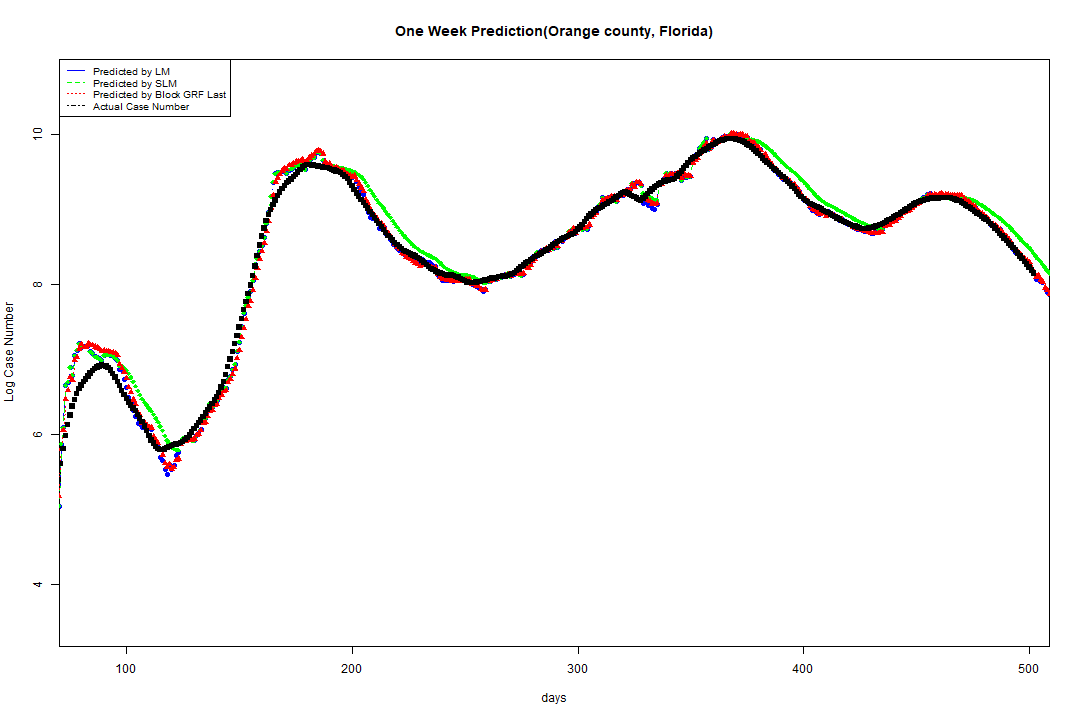 One Week Prediction(Orange county, Florida)
Predicted by LM
Predicted by SLM
Predicted by Block GRF Last
Actual Case Number
10
8
6
4
Log Case Number
100 200 300 400 500
days